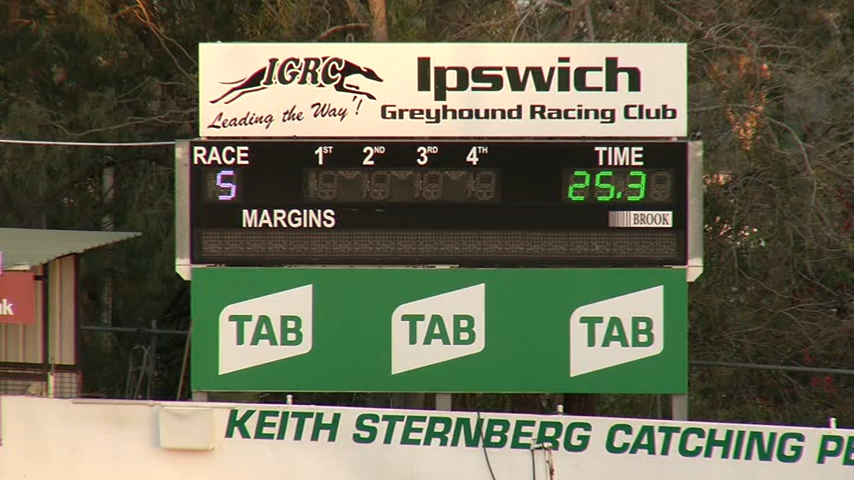 IGRC
Leading the Way!
Ipswich
Greyhound Racing Club
RACE 1ST 2ND 3RD 4TH TIME
5 25.3
MARGINS BROOK
TAB TAB TAB
KEITH STERNBERG CATCHING PE
k